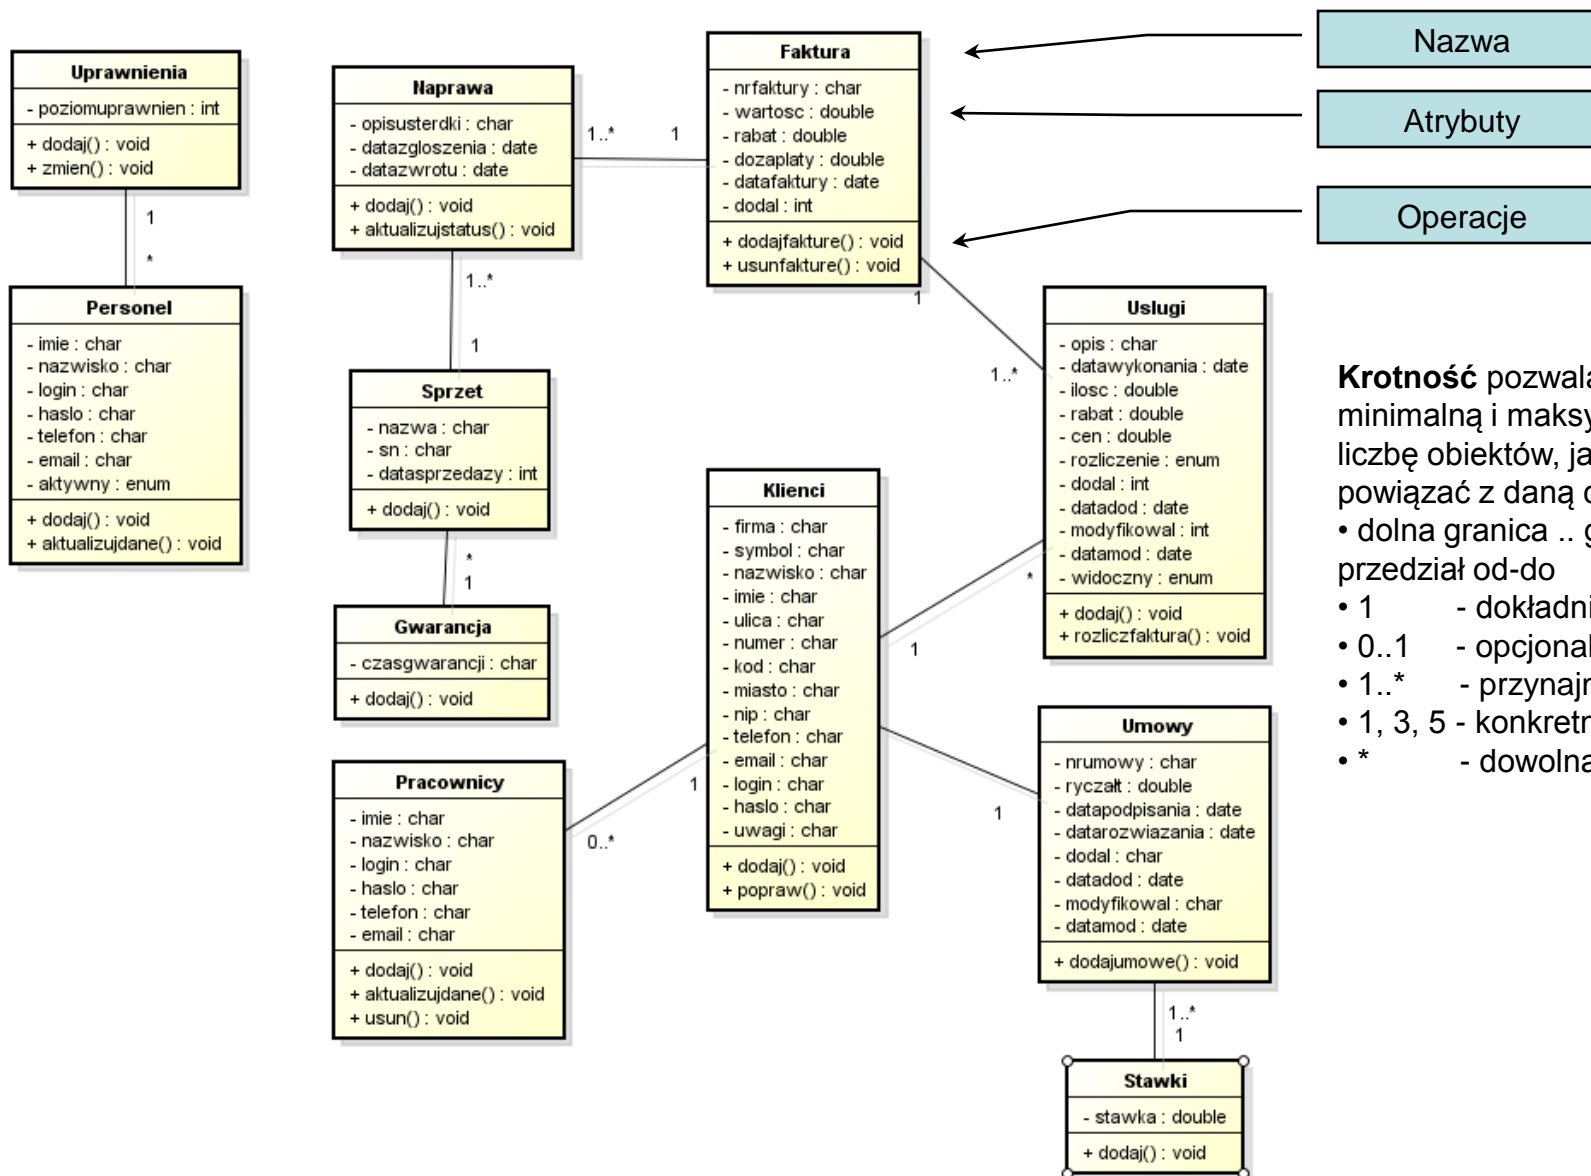 Uprawnienia
- poziomuprawnien : int
+ dodaj() : void
+ zmien() : void
1
*
Personel
- imie : char
- nazwisko : char
- login : char
- haslo : char
- telefon : char
- email : char
- aktywny : enum
+ dodaj() : void
+ aktualizujdane() : void
Naprawa
- opisusterdki : char
- datazgloszenia : date
- datazwrotu : date
+ dodaj() : void
+ aktualizujstatus() : void
1..*
1
1..*
1
Sprzet
- nazwa : char
- sn : char
- datasprzedazy : int
+ dodaj() : void
*
1
Gwarancja
- czasgwarancji : char
+ dodaj() : void
Pracownicy
- imie : char
- nazwisko : char
- login : char
- haslo : char
- telefon : char
- email : char
+ dodaj() : void
+ aktualizujdane() : void
+ usun() : void
0..*
1
Faktura
- nrfaktury : char
- wartosc : double
- rabat : double
- dozaplaty : double
- datafaktury : date
- dodal : int
+ dodajfakture() : void
+ usunfakture() : void
1
1..*
Klienci
- firma : char
- symbol : char
- nazwisko : char
- imie : char
- ulica : char
- numer : char
- kod : char
- miasto : char
- nip : char
- telefon : char
- email : char
- login : char
- haslo : char
- uwagi : char
+ dodaj() : void
+ popraw() : void
1
*
1
Uslugi
- opis : char
- datawykonania : date
- ilosc : double
- rabat : double
- cen : double
- rozliczenie : enum
- dodal : int
- datadod : date
- modyfikowal : int
- datamod : date
- widoczny : enum
+ dodaj() : void
+ rozliczfaktura() : void
Umowy
- nrumowy : char
- ryczałt : double
- datapodpisania : date
- datarozwiazania : date
- dodal : char
- datadod : date
- modyfikowal : char
- datamod : date
+ dodajumowe() : void
1..*
1
Stawki
- stawka : double
+ dodaj() : void
Nazwa
Atrybuty
Operacje
Krotność pozwala
minimalną i maksy
liczbę obiektów, ja
powiązać z daną
• dolna granica .. g
przedział od-do
• 1 - dokładni
• 0..1 - opcjonal
• 1..* - przynajm
• 1, 3, 5 - konkretn
• * - dowolna